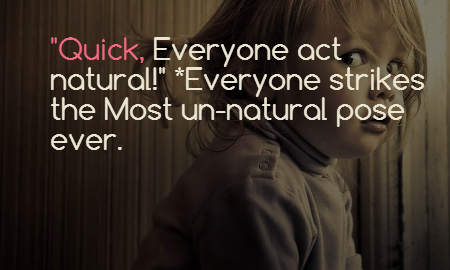 "Quick, Everyone act
natural!" *Everyone strikes
the Most un-natural pose
ever.